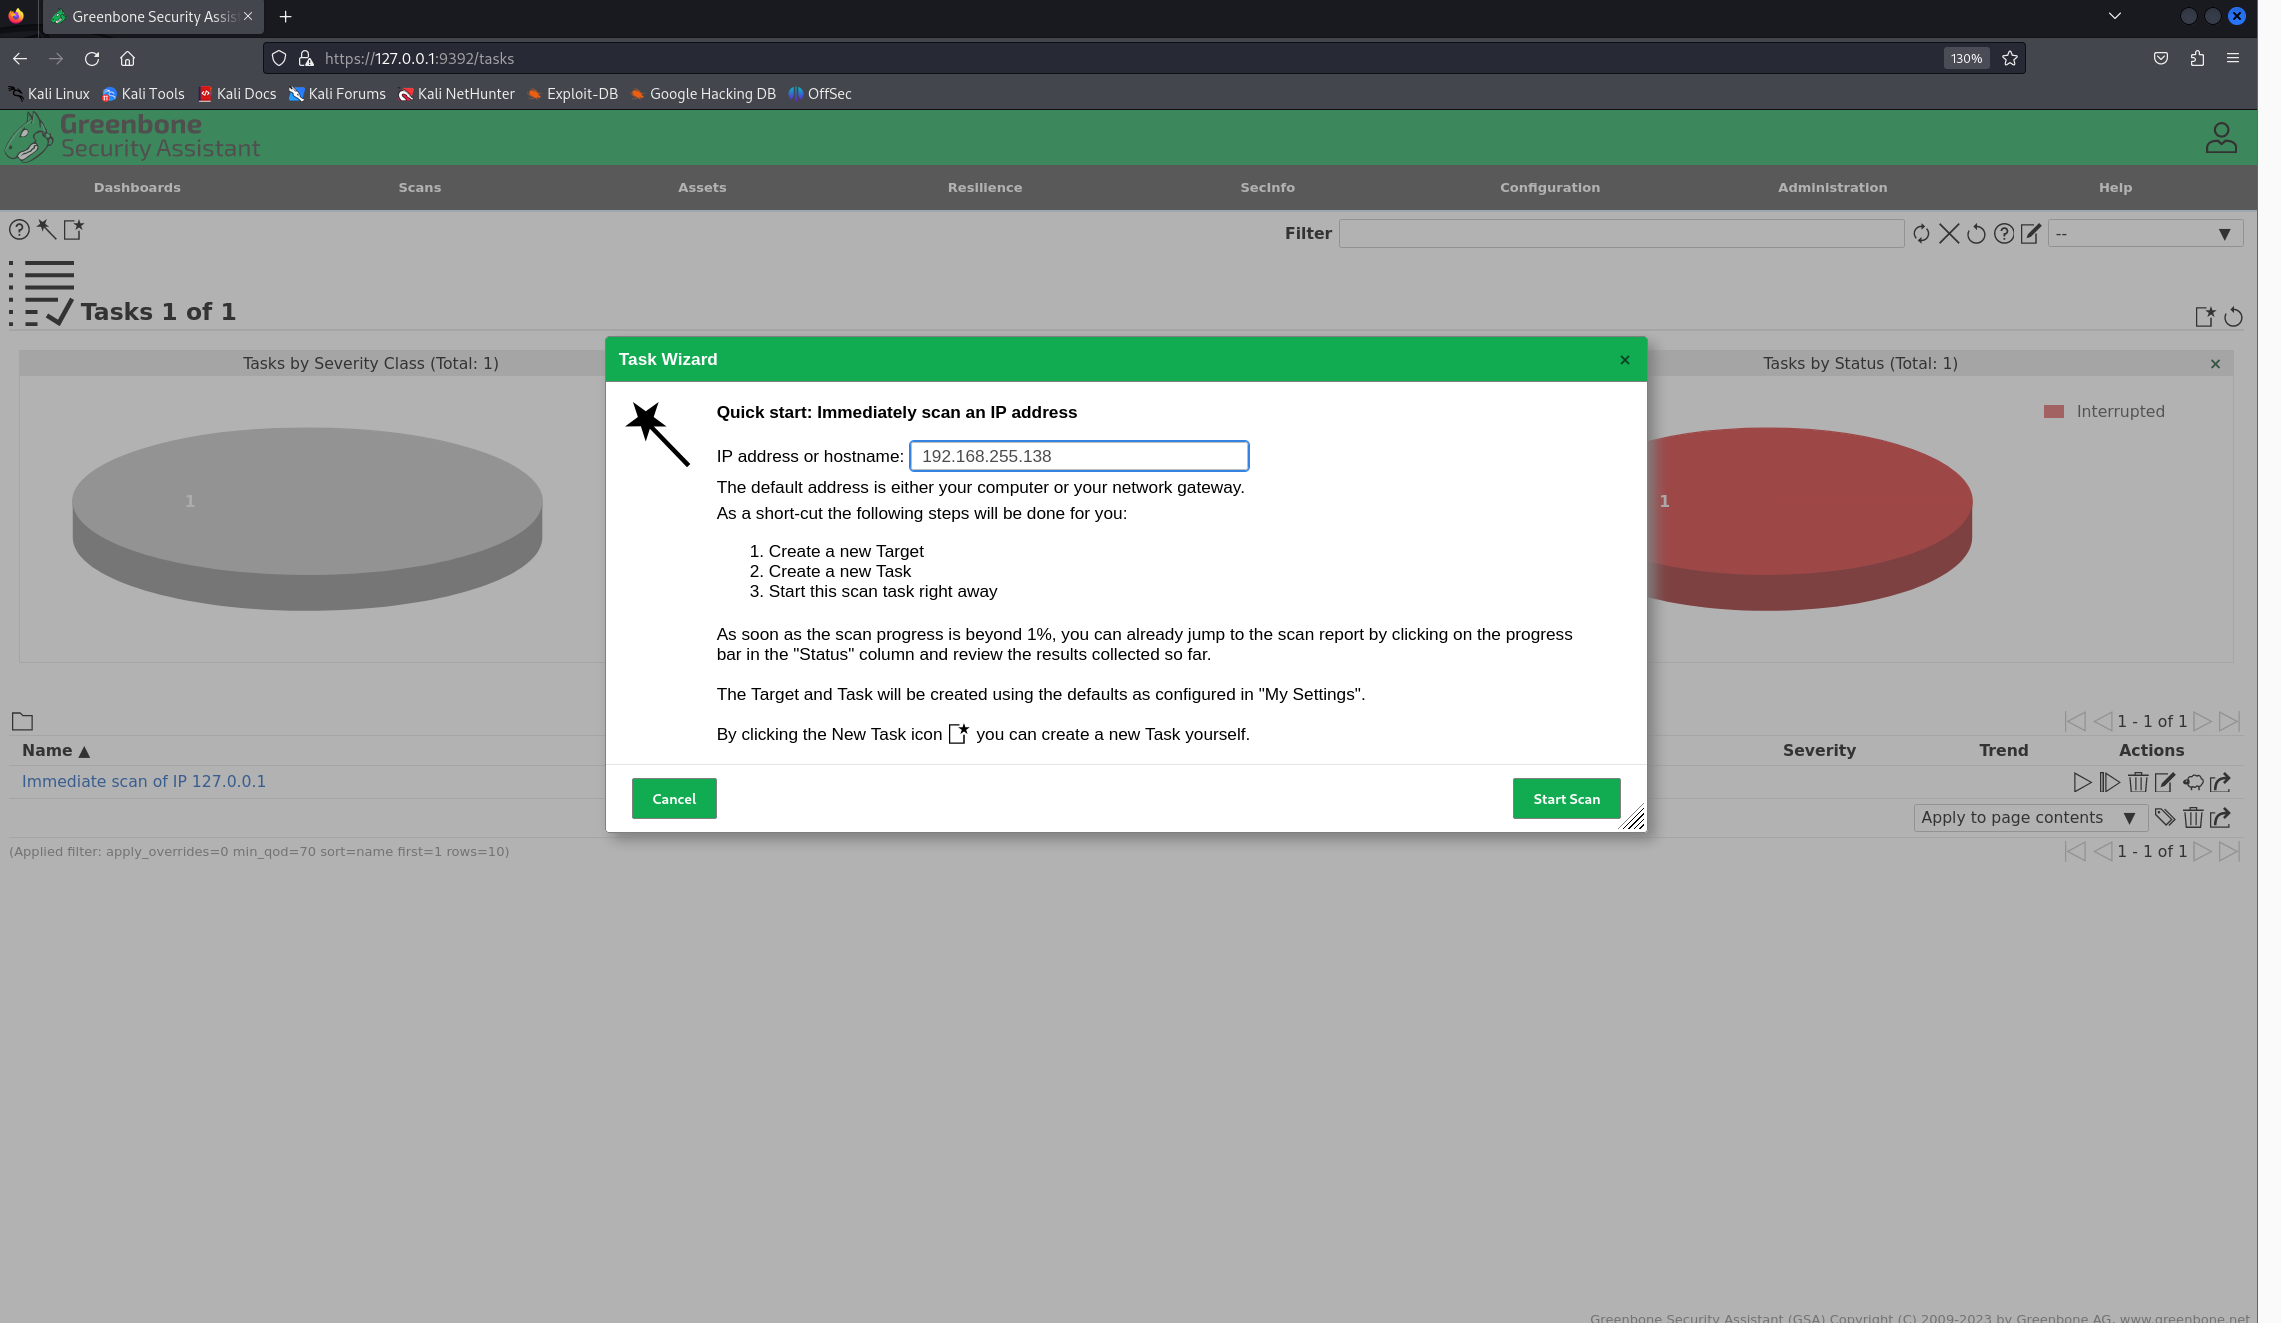 Greenbone Security Assis
https://127.0.0.1:9392/tasks
130%
Kali Linux Kali Tools Kali Docs Kali Forums Kali NetHunter Exploit-DB Google Hacking DB OffSec
Greenbone
Security Assistant
Dashboards Scans Assets Resilience SecInfo Configuration Administration Help
Filter
--
Tasks 1 of 1
Tasks by Severity Class (Total: 1)
Tasks by Status (Total: 1)
1
Interrupted
1
Task Wizard
Quick start: Immediately scan an IP address
IP address or hostname: 192.168.255.138
The default address is either your computer or your network gateway.
As a short-cut the following steps will be done for you:
1. Create a new Target
2. Create a new Task
3. Start this scan task right away
As soon as the scan progress is beyond 1%, you can already jump to the scan report by clicking on the progress
bar in the "Status" column and review the results collected so far.
The Target and Task will be created using the defaults as configured in "My Settings".
By clicking the New Task icon you can create a new Task yourself.
Cancel
Start Scan
1 - 1 of 1
Name ▲ Severity Trend Actions
Immediate scan of IP 127.0.0.1
Apply to page contents ▼
(Applied filter: apply_overrides=0 min_qod=70 sort=name first=1 rows=10)
1 - 1 of 1
Greenbone Security Assistant (GSA) Copyright (C) 2009-2023 by Greenbone AG, www.greenbone.net